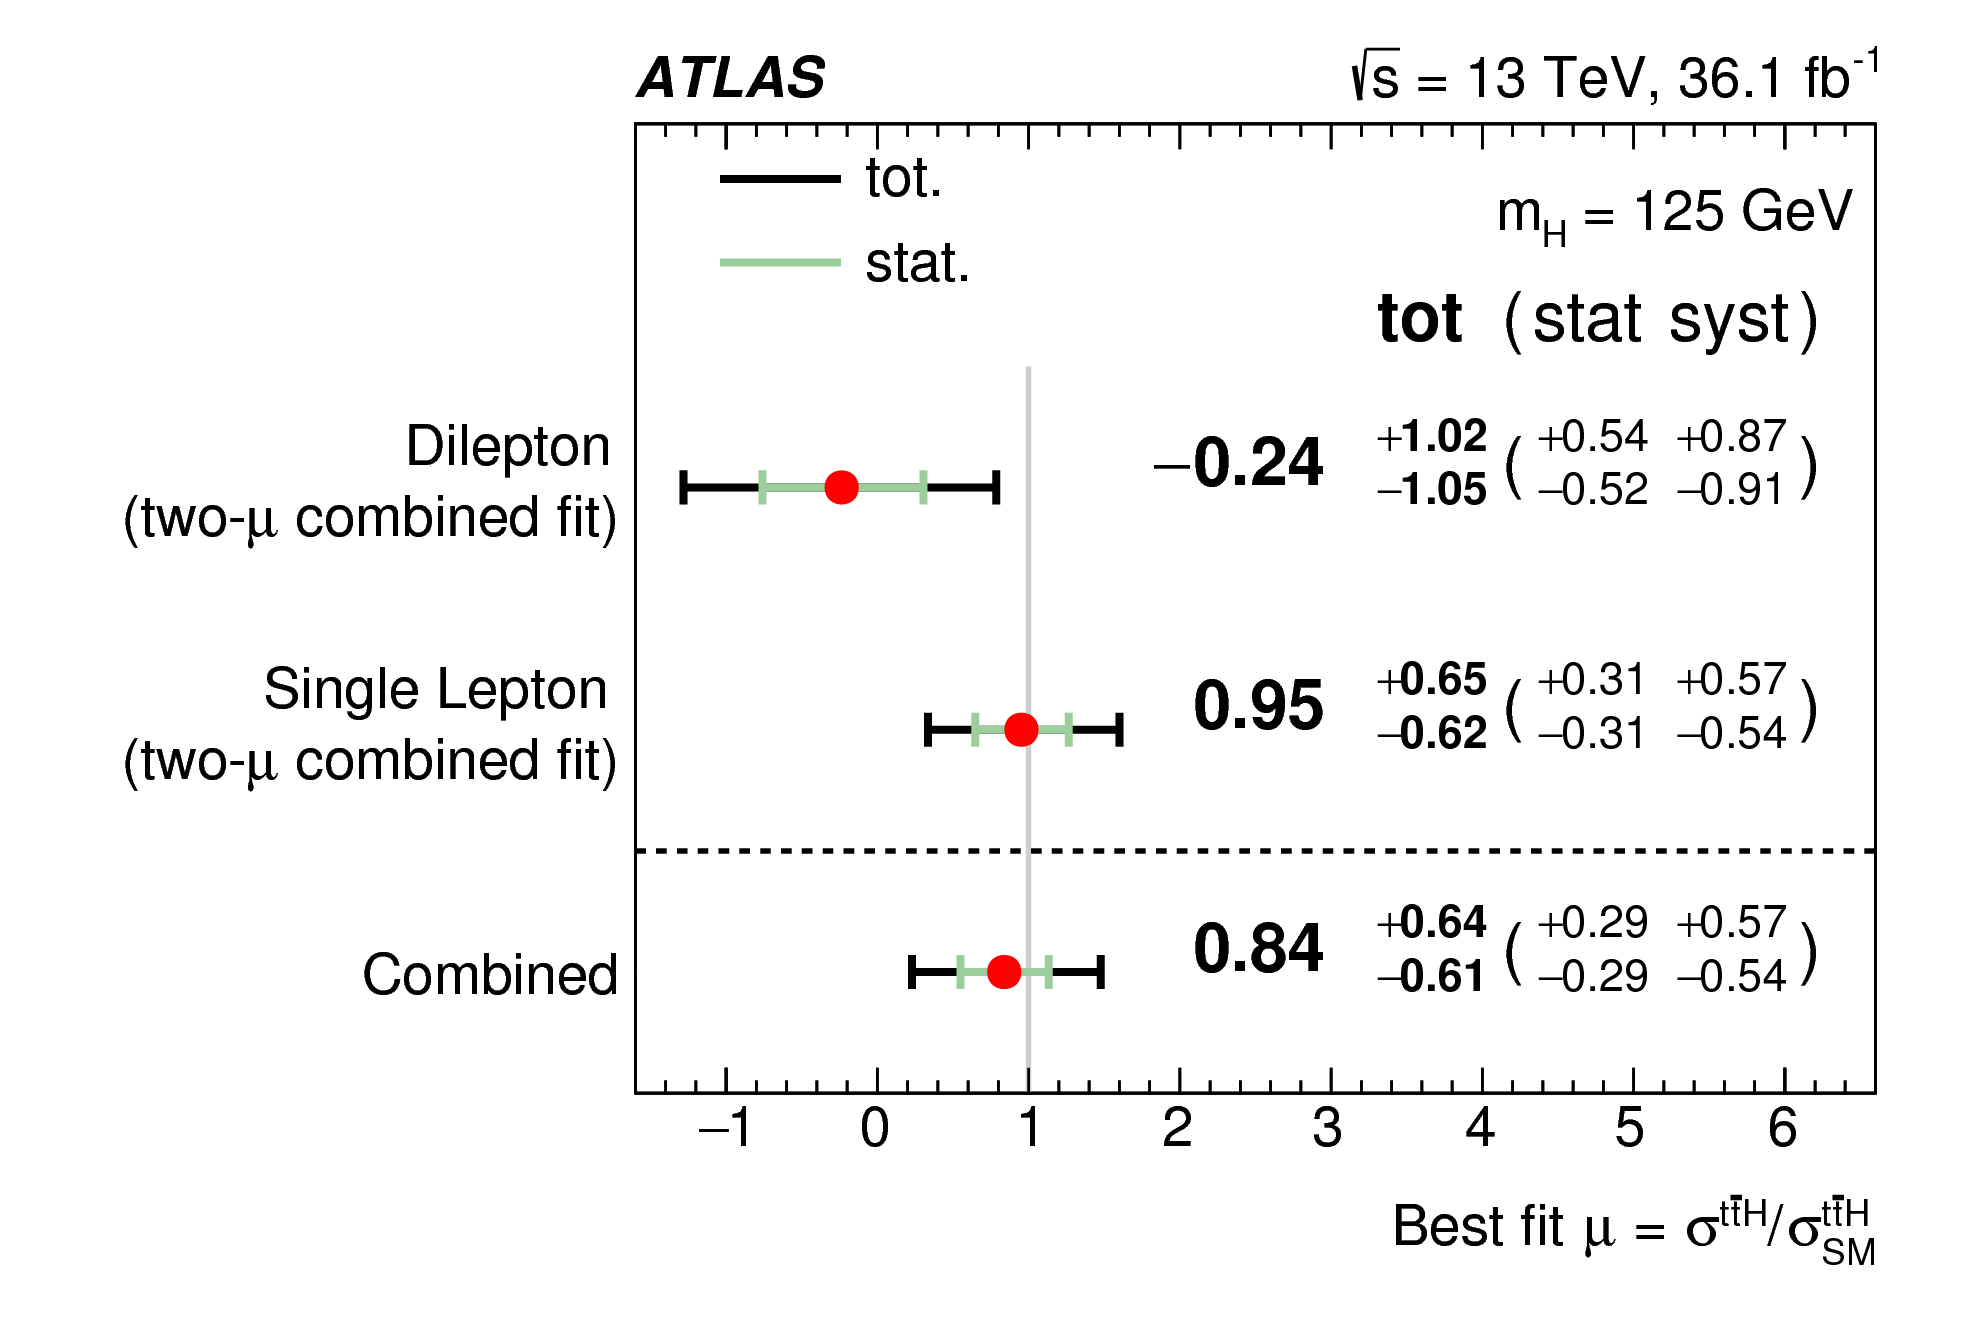 ATLAS
√s = 13 TeV, 36.1 fb⁻¹
tot.
stat.
m_H = 125 GeV
tot ( stat syst )
Dilepton
(two-μ combined fit)
−0.24 +1.02 −1.05 ( +0.54 −0.52 +0.87 −0.91 )
Single Lepton
(two-μ combined fit)
0.95 +0.65 −0.62 ( +0.31 −0.31 +0.57 −0.54 )
Combined
0.84 +0.64 −0.61 ( +0.29 −0.29 +0.57 −0.54 )
−1 0 1 2 3 4 5 6
Best fit μ = σ^{tt̄H}/σ_{SM}^{tt̄H}